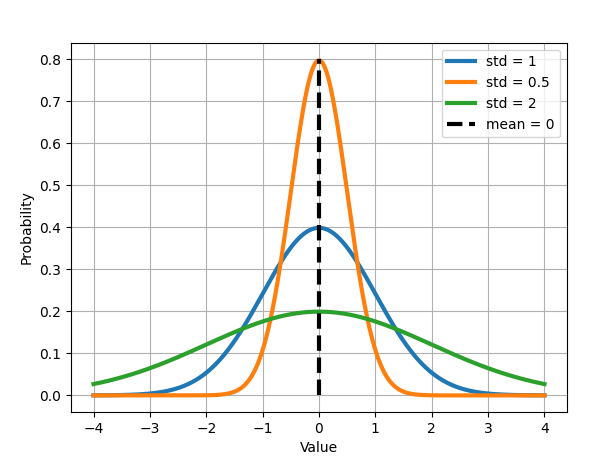 std = 1
std = 0.5
std = 2
mean = 0
Probability
0.8
0.7
0.6
0.5
0.4
0.3
0.2
0.1
0.0
−4 −3 −2 −1 0 1 2 3 4
Value